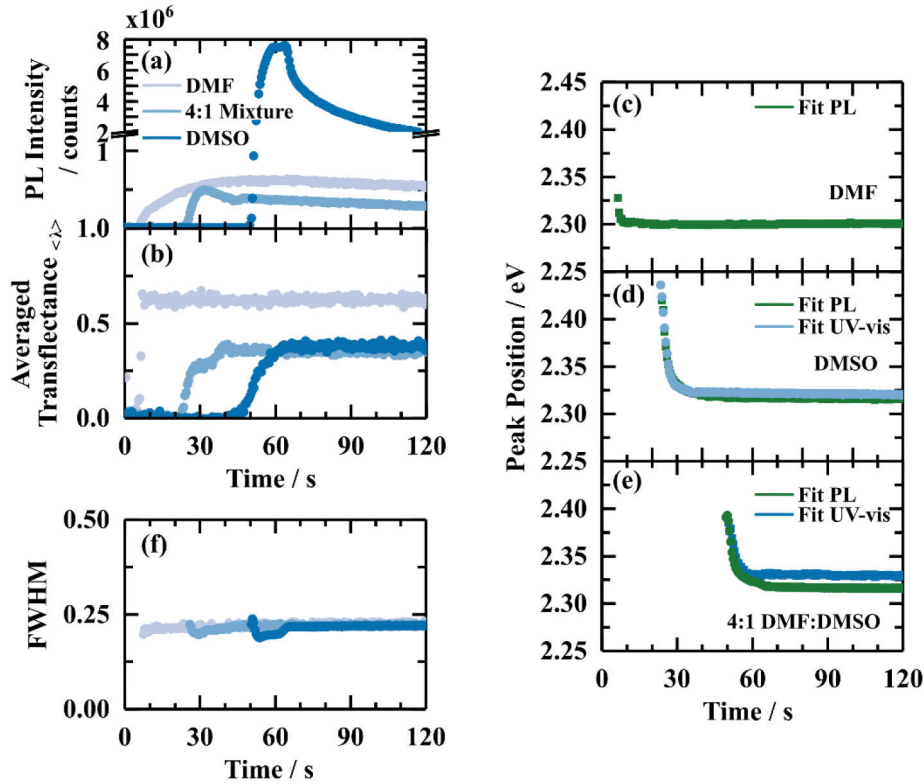 x10⁶
8
6
4
2
1
PL Intensity
/ counts
(a)
DMF
4:1 Mixture
DMSO
1.0
0.5
0.0
Averaged
Transflectance <λ>
(b)
0 30 60 90 120
Time / s
0.50
0.25
0.00
FWHM
(f)
0 30 60 90 120
Time / s
Peak Position / eV
2.45
2.40
2.35
2.30
2.25
(c)
Fit PL
DMF
2.40
2.35
2.30
2.25
(d)
Fit PL
Fit UV-vis
DMSO
2.40
2.35
2.30
2.25
(e)
Fit PL
Fit UV-vis
4:1 DMF:DMSO
0 30 60 90 120
Time / s